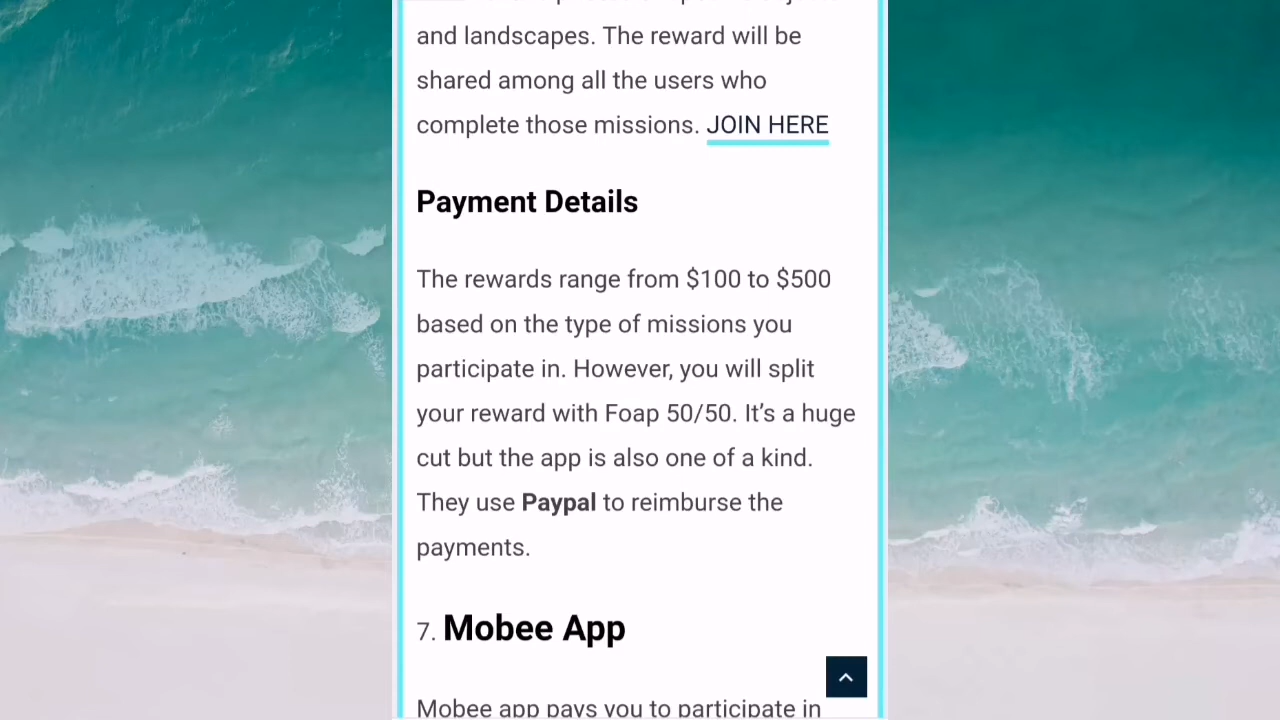 and landscapes. The reward will be
shared among all the users who
complete those missions. JOIN HERE
Payment Details
The rewards range from $100 to $500
based on the type of missions you
participate in. However, you will split
your reward with Foap 50/50. It’s a huge
cut but the app is also one of a kind.
They use Paypal to reimburse the
payments.
7. Mobee App
Mobee app pays you to participate in